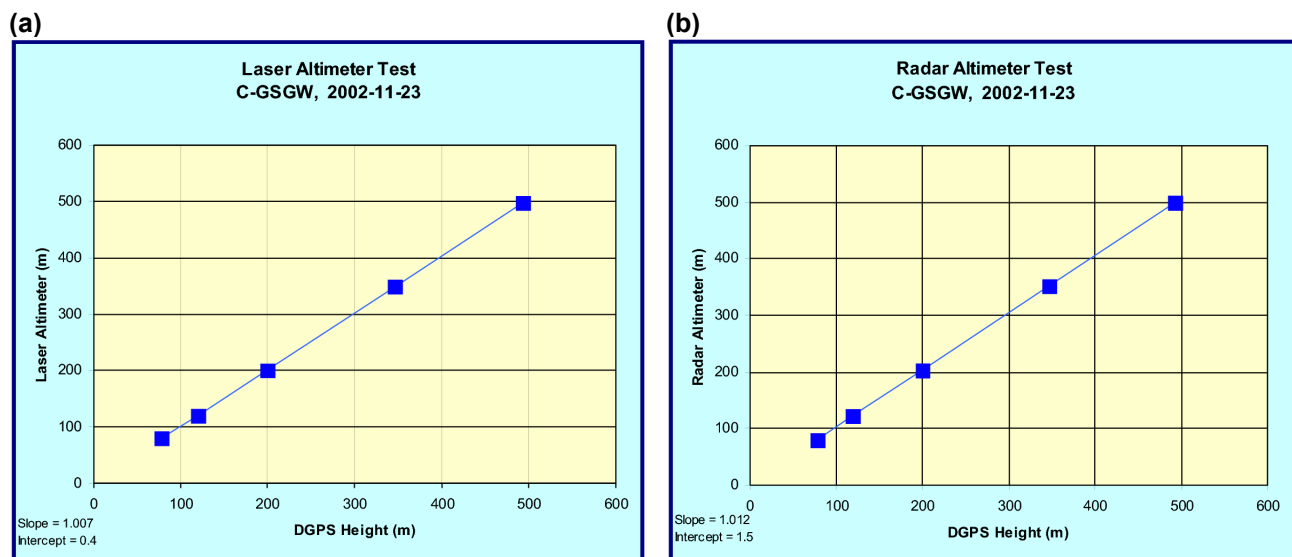 (a)
Laser Altimeter Test
C-GSGW, 2002-11-23
600
500
400
300
200
100
0
Laser Altimeter (m)
0 100 200 300 400 500 600
DGPS Height (m)
Slope = 1.007
Intercept = 0.4
(b)
Radar Altimeter Test
C-GSGW, 2002-11-23
600
500
400
300
200
100
0
Radar Altimeter (m)
0 100 200 300 400 500 600
DGPS Height (m)
Slope = 1.012
Intercept = 1.5